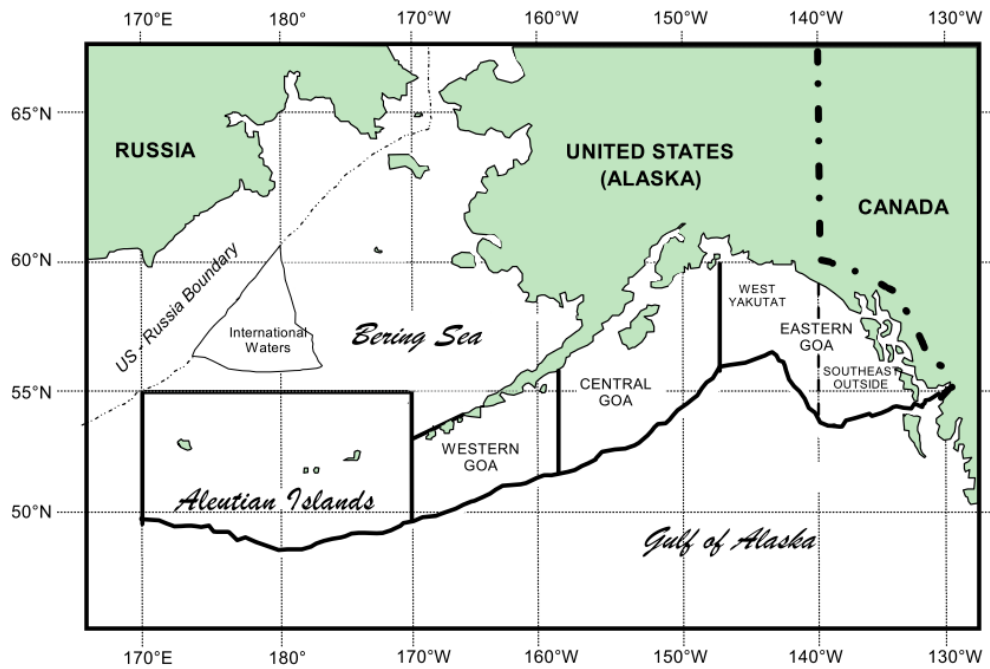 170°E 180° 170°W 160°W 150°W 140°W 130°W
65°N
RUSSIA
UNITED STATES
(ALASKA)
CANADA
60°N
US - Russia Boundary
International
Waters
Bering Sea
WEST
YAKUTAT
EASTERN
GOA
SOUTHEAST
OUTSIDE
55°N
CENTRAL
GOA
WESTERN
GOA
Aleutian Islands
50°N
Gulf of Alaska
170°E 180° 170°W 160°W 150°W 140°W 130°W